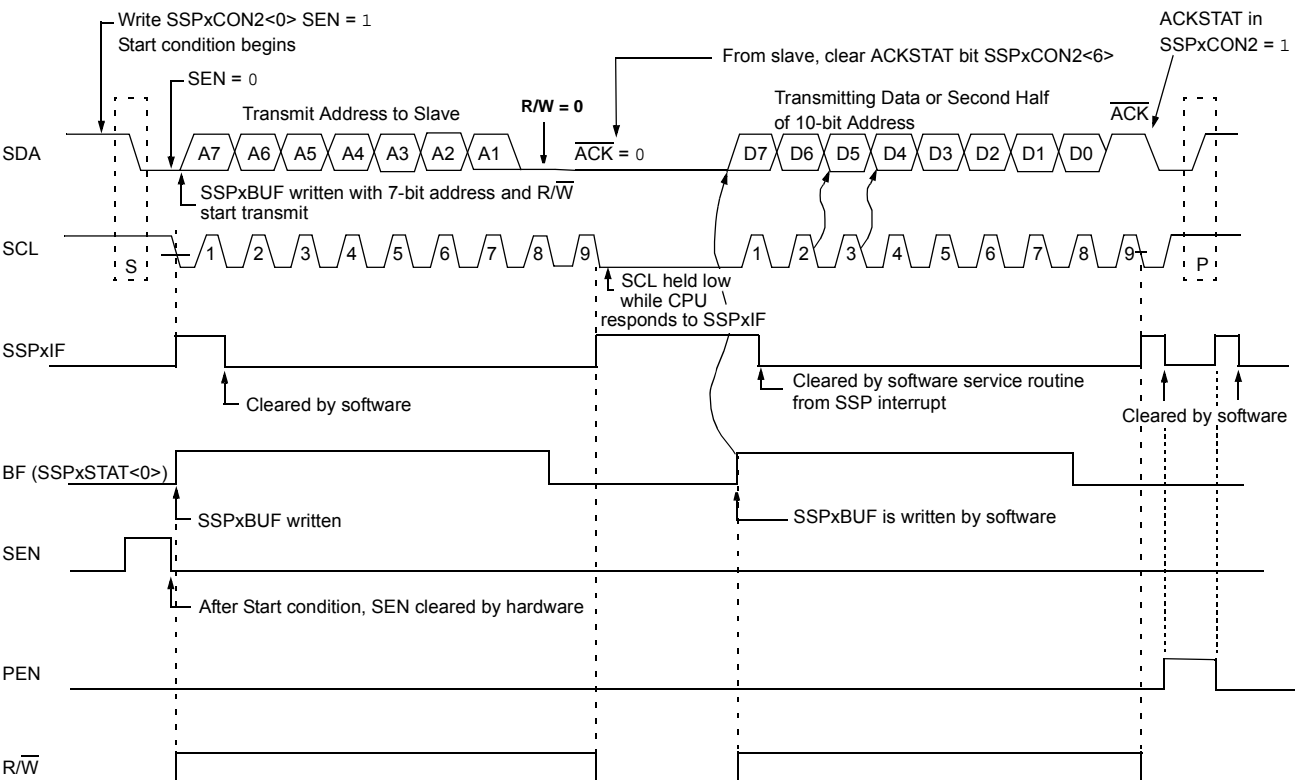 Write SSPxCON2<0> SEN = 1
Start condition begins
ACKSTAT in
SSPxCON2 = 1
From slave, clear ACKSTAT bit SSPxCON2<6>
SEN = 0
Transmit Address to Slave
R/W = 0
Transmitting Data or Second Half
of 10-bit Address
A̅C̅K̅
SDA
A7 A6 A5 A4 A3 A2 A1
A̅C̅K̅ = 0
D7 D6 D5 D4 D3 D2 D1 D0
SSPxBUF written with 7-bit address and R/W̅
start transmit
SCL
S
1 2 3 4 5 6 7 8 9
1 2 3 4 5 6 7 8 9
P
SCL held low
while CPU
responds to SSPxIF
SSPxIF
Cleared by software
Cleared by software service routine
from SSP interrupt
Cleared by software
BF (SSPxSTAT<0>)
SSPxBUF written
SSPxBUF is written by software
SEN
After Start condition, SEN cleared by hardware
PEN
R/W̅